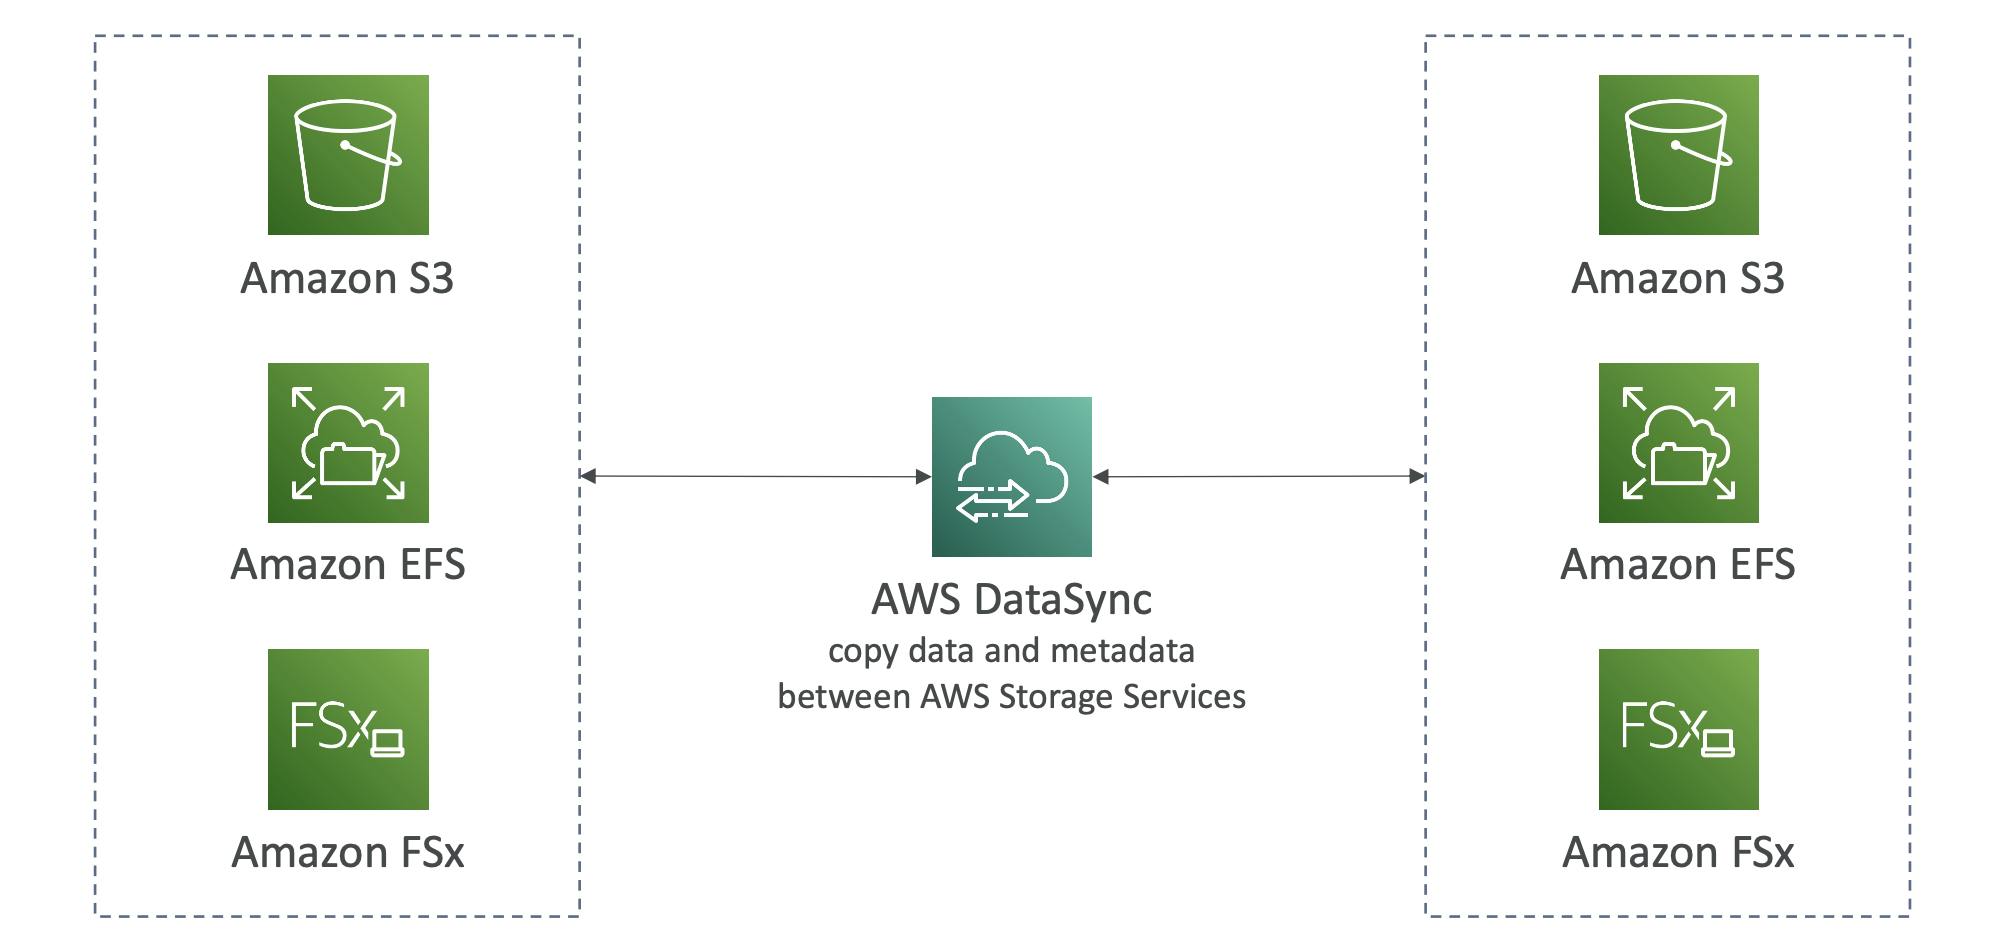 Amazon S3
Amazon EFS
FSx
Amazon FSx
AWS DataSync
copy data and metadata
between AWS Storage Services
Amazon S3
Amazon EFS
FSx
Amazon FSx